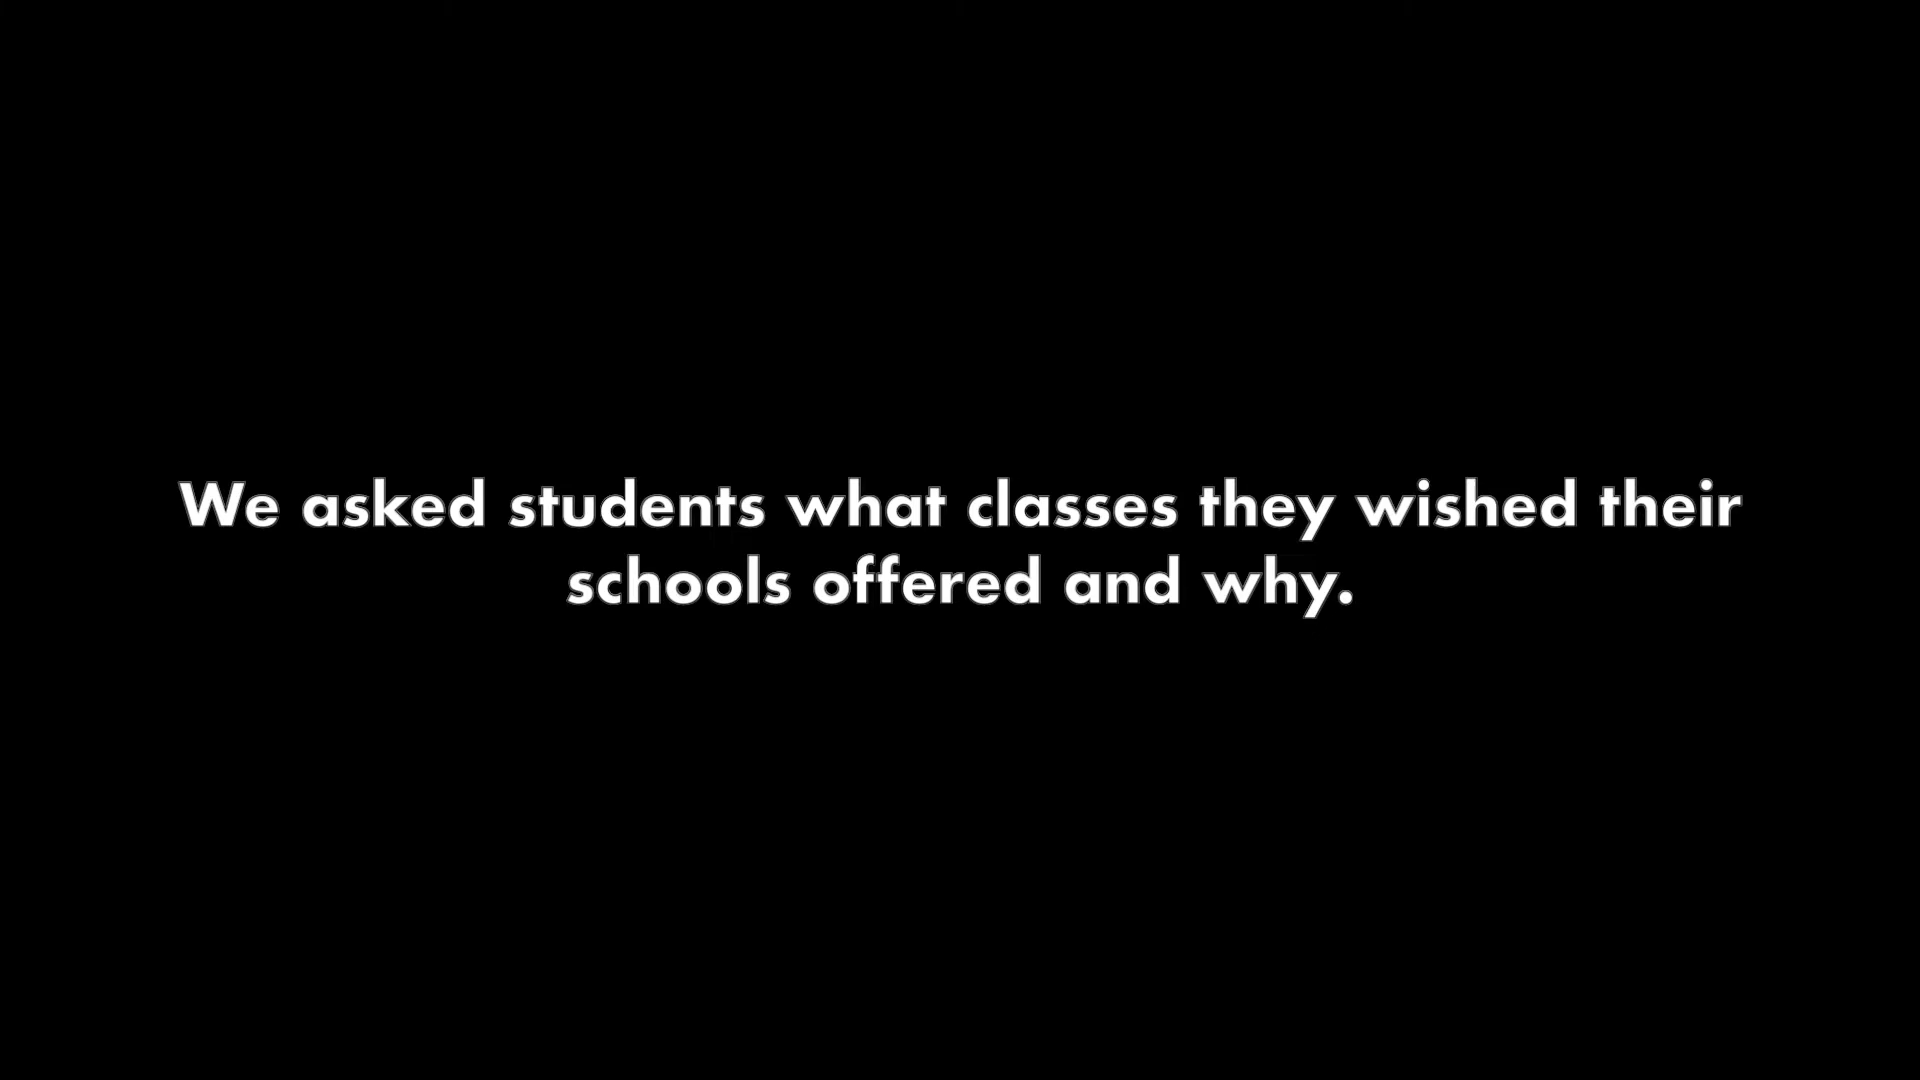 We asked students what classes they wished their
schools offered and why.